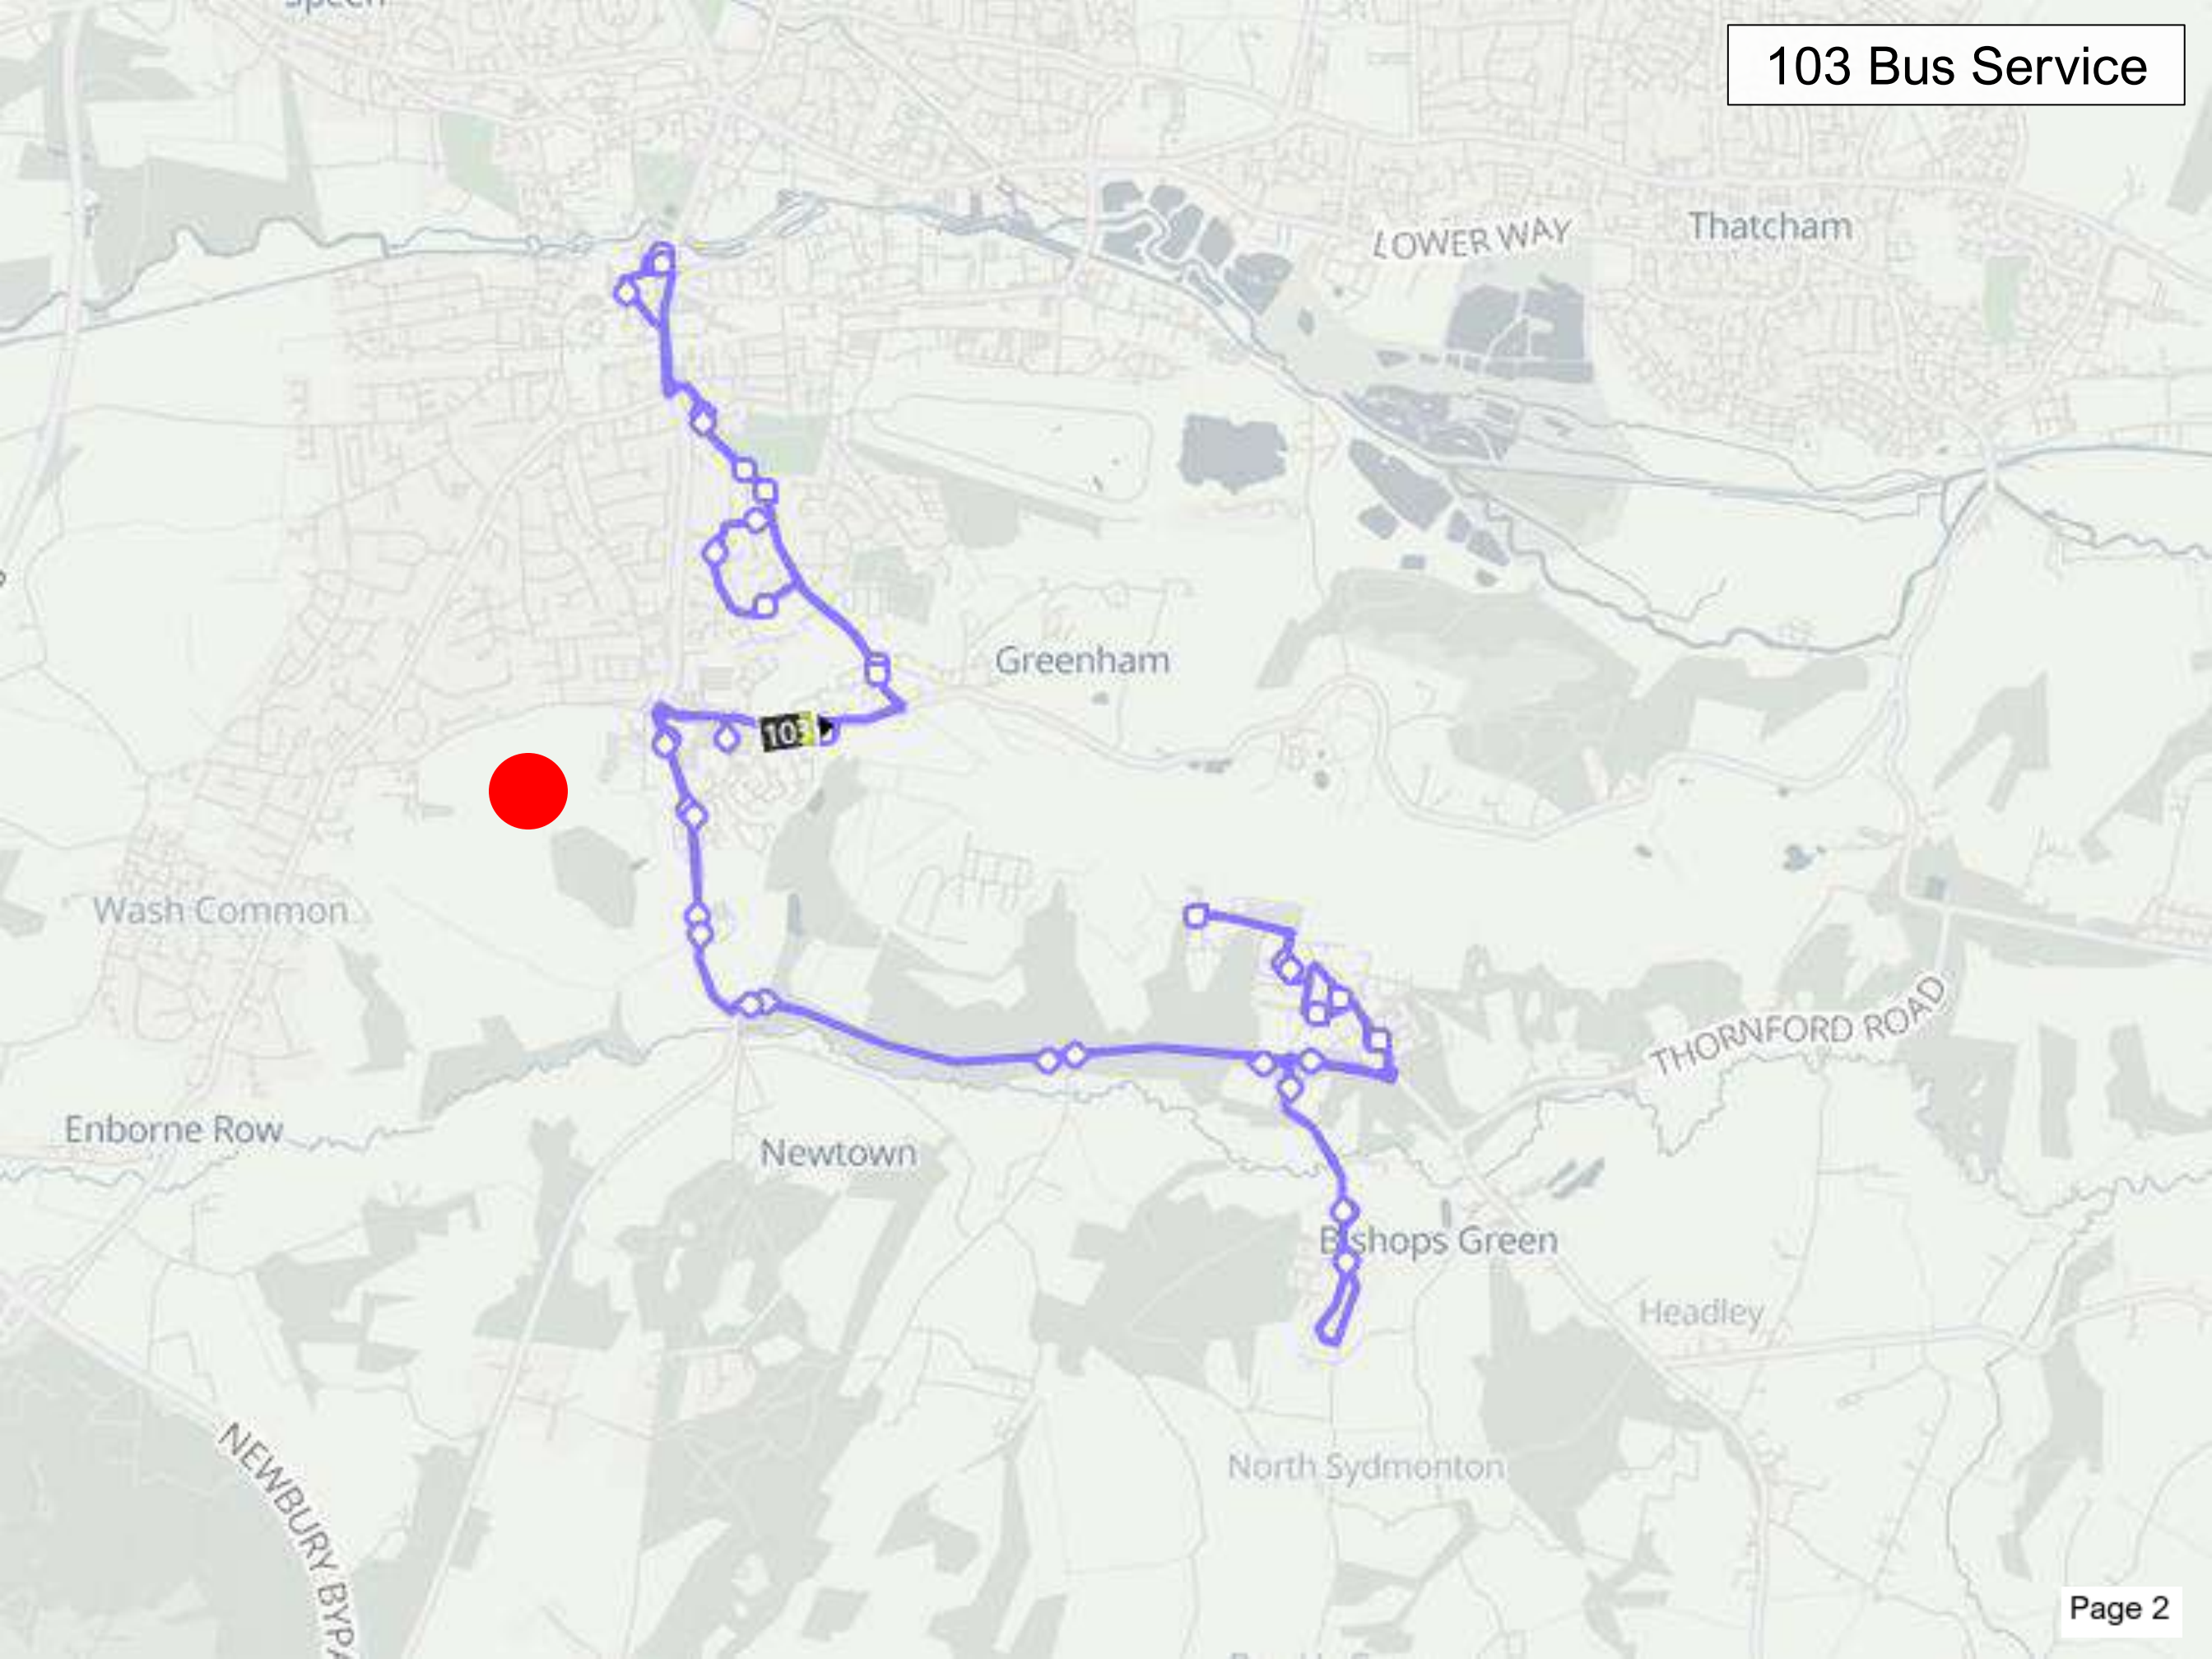 103 Bus Service
LOWER WAY
Thatcham
Greenham
103
Wash Common
THORNFORD ROAD
Enborne Row
Newtown
Bishops Green
Headley
NEWBURY BYPA
North Sydmonton
Page 2